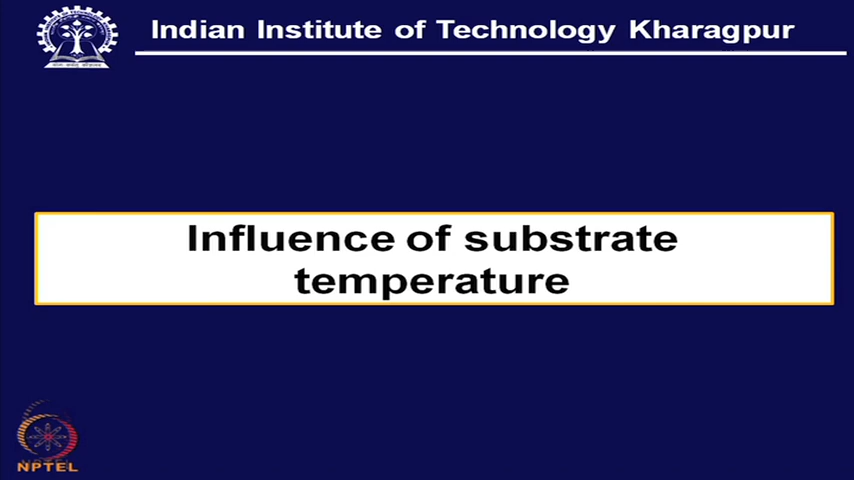 Indian Institute of Technology Kharagpur
Influence of substrate
temperature
NPTEL